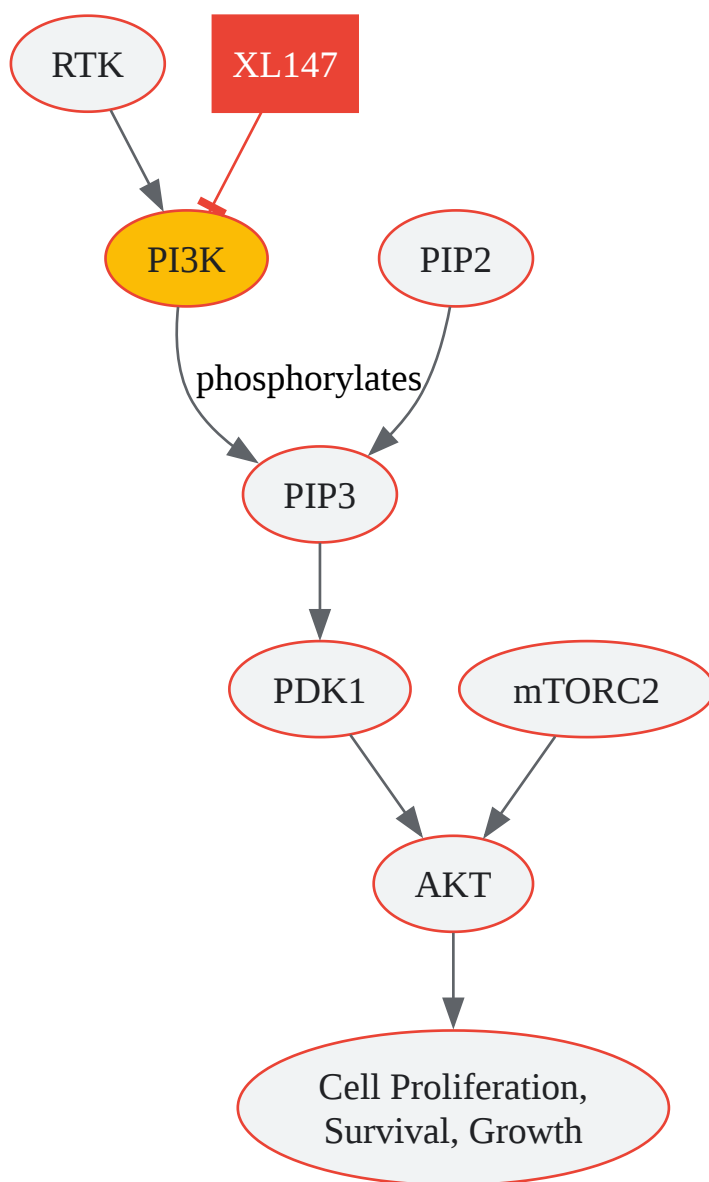 RTK
XL147
PI3K
PIP2
phosphorylates
PIP3
PDK1
mTORC2
AKT
Cell Proliferation,
Survival, Growth